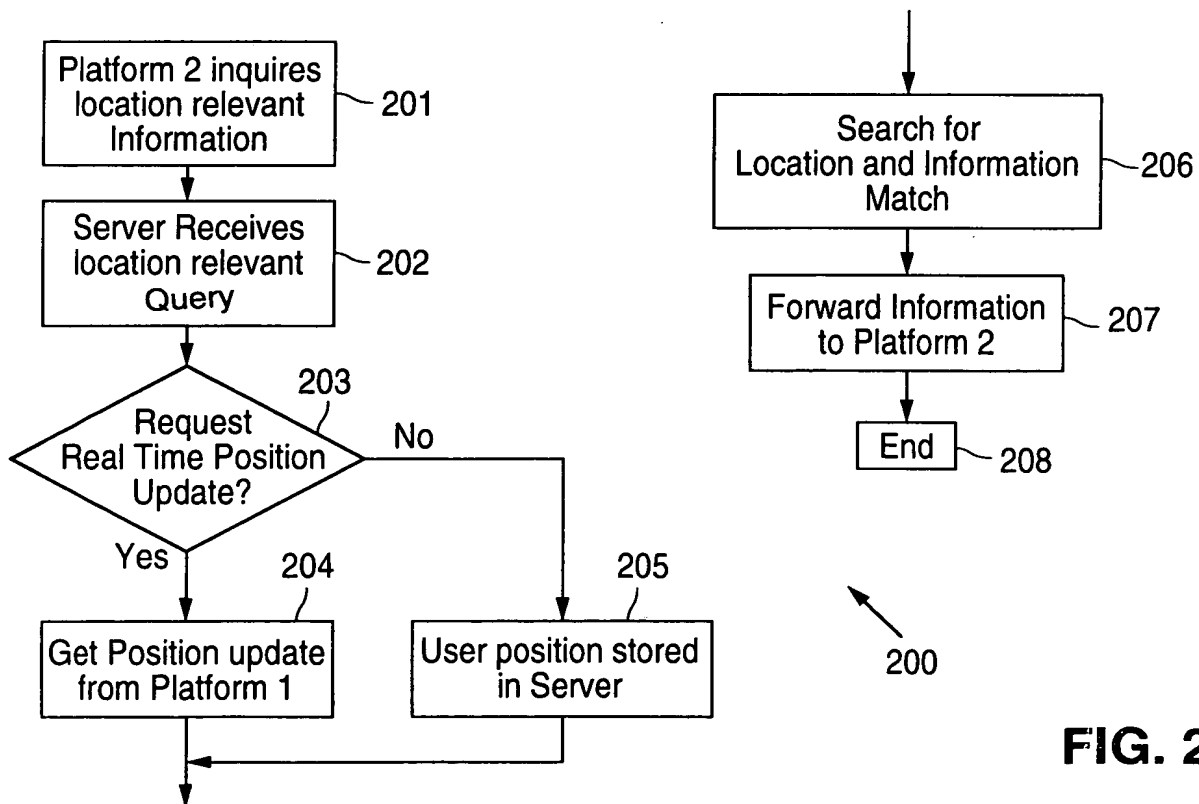 Platform 2 inquires
location relevant
Information
201
Server Receives
location relevant
Query
202
203
Request
Real Time Position
Update?
No
Yes
204
Get Position update
from Platform 1
205
User position stored
in Server
Search for
Location and Information
Match
206
Forward Information
to Platform 2
207
End
208
200
FIG. 2